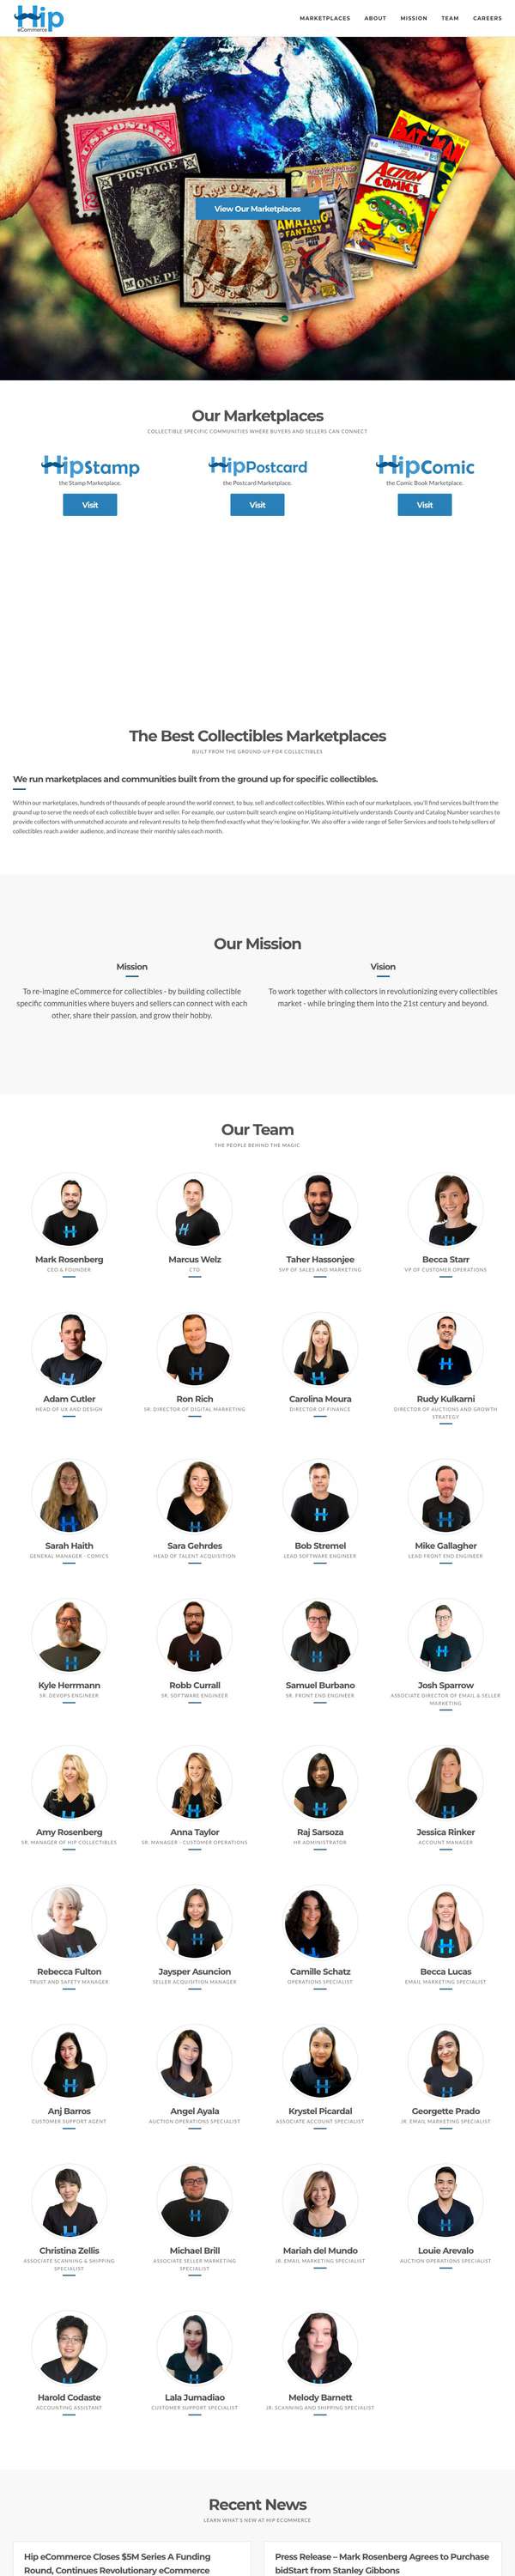 Hip
eCommerce
MARKETPLACES ABOUT MISSION TEAM CAREERS
U.S. POSTAGE
POSTAGE
ONE PE
BATMAN
ACTION
COMICS
AMAZING
FANTASY
View Our Marketplaces
Our Marketplaces
COLLECTIBLE SPECIFIC COMMUNITIES WHERE BUYERS AND SELLERS CAN CONNECT
HipStamp HipPostcard HipComic
the Stamp Marketplace. the Postcard Marketplace. the Comic Book Marketplace.
Visit Visit Visit
The Best Collectibles Marketplaces
BUILT FROM THE GROUND-UP FOR COLLECTIBLES
We run marketplaces and communities built from the ground up for specific collectibles.
Within our marketplaces, hundreds of thousands of people around the world connect, to buy, sell and collect collectibles. Within each of our marketplaces, you'll find services built from the
ground up to serve the needs of each collectible buyer and seller. For example, our custom built search engine on HipStamp intuitively understands County and Catalog Number searches to
provide collectors with unmatched accurate and relevant results to help them find exactly what they're looking for. We also offer a wide range of Seller Services and tools to help sellers of
collectibles reach a wider audience, and increase their monthly sales each month.
Our Mission
Mission
To re-imagine eCommerce for collectibles - by building collectible
specific communities where buyers and sellers can connect with each
other, share their passion, and grow their hobby.
Vision
To work together with collectors in revolutionizing every collectibles
market - while bringing them into the 21st century and beyond.
Our Team
THE PEOPLE BEHIND THE MAGIC
Mark Rosenberg
CEO & FOUNDER
Marcus Welz
CTO
Taher Hassonjee
SVP OF SALES AND MARKETING
Becca Starr
VP OF CUSTOMER OPERATIONS
Adam Cutler
HEAD OF UX AND DESIGN
Ron Rich
SR. DIRECTOR OF DIGITAL MARKETING
Carolina Moura
DIRECTOR OF FINANCE
Rudy Kulkarni
DIRECTOR OF AUCTIONS AND GROWTH
STRATEGY
Sarah Haith
GENERAL MANAGER - COMICS
Sara Gehrdes
HEAD OF TALENT ACQUISITION
Bob Stremel
LEAD SOFTWARE ENGINEER
Mike Gallagher
LEAD FRONT END ENGINEER
Kyle Herrmann
SR. DEVOPS ENGINEER
Robb Currall
SR. SOFTWARE ENGINEER
Samuel Burbano
SR. FRONT END ENGINEER
Josh Sparrow
ASSOCIATE DIRECTOR OF EMAIL & SELLER
MARKETING
Amy Rosenberg
SR. MANAGER OF HIP COLLECTIBLES
Anna Taylor
SR. MANAGER - CUSTOMER OPERATIONS
Raj Sarsoza
HR ADMINISTRATOR
Jessica Rinker
ACCOUNT MANAGER
Rebecca Fulton
TRUST AND SAFETY MANAGER
Jaysper Asuncion
SELLER ACQUISITION MANAGER
Camille Schatz
OPERATIONS SPECIALIST
Becca Lucas
EMAIL MARKETING SPECIALIST
Anj Barros
CUSTOMER SUPPORT AGENT
Angel Ayala
AUCTION OPERATIONS SPECIALIST
Krystel Picardal
ASSOCIATE ACCOUNT SPECIALIST
Georgette Prado
JR. EMAIL MARKETING SPECIALIST
Christina Zellis
ASSOCIATE SCANNING & SHIPPING
SPECIALIST
Michael Brill
ASSOCIATE SELLER MARKETING
SPECIALIST
Mariah del Mundo
JR. EMAIL MARKETING SPECIALIST
Louie Arevalo
AUCTION OPERATIONS SPECIALIST
Harold Codaste
ACCOUNTING ASSISTANT
Lala Jumadiao
CUSTOMER SUPPORT SPECIALIST
Melody Barnett
JR. SCANNING AND SHIPPING SPECIALIST
Recent News
LEARN WHAT'S NEW AT HIP ECOMMERCE
Hip eCommerce Closes $5M Series A Funding
Round, Continues Revolutionary eCommerce
Press Release – Mark Rosenberg Agrees to Purchase
bidStart from Stanley Gibbons